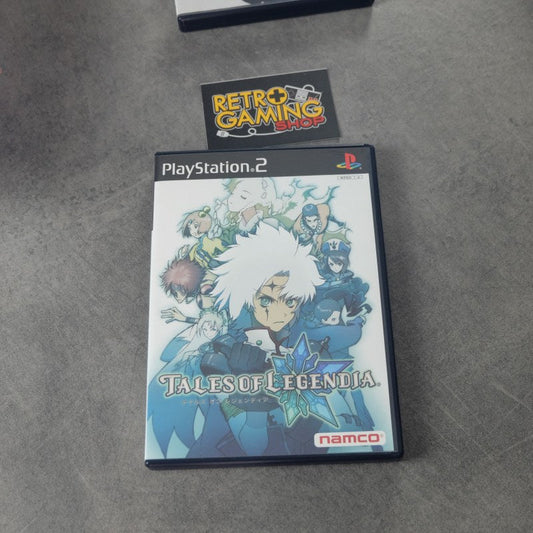 RETRO
GAMING
SHOP
PlayStation 2
TALES OF LEGENDIA
テイルズ オブ レジェンディア
namco